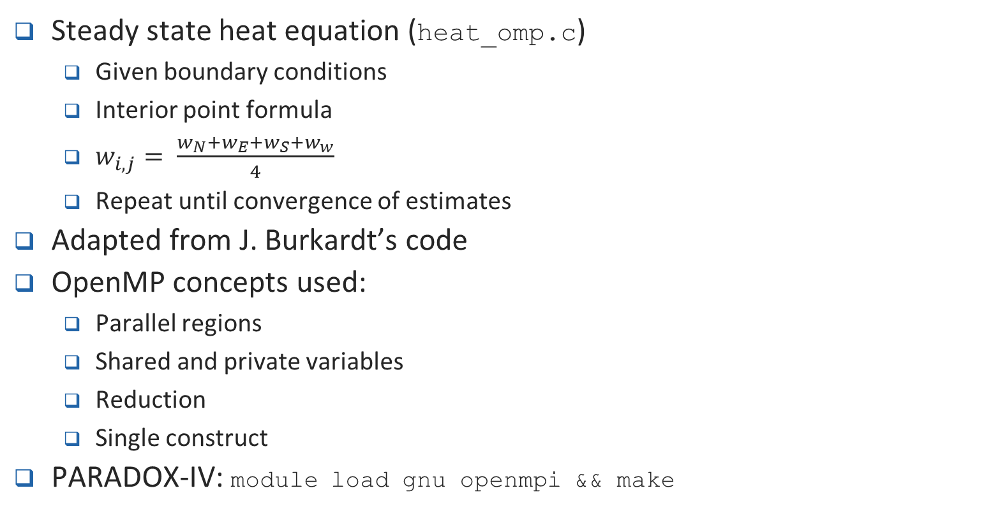 ❑ Steady state heat equation (heat_omp.c)
❑ Given boundary conditions
❑ Interior point formula
❑ w_{i,j} = \frac{w_N+w_E+w_S+w_w}{4}
❑ Repeat until convergence of estimates
❑ Adapted from J. Burkardt’s code
❑ OpenMP concepts used:
❑ Parallel regions
❑ Shared and private variables
❑ Reduction
❑ Single construct
❑ PARADOX-IV: module load gnu openmpi && make